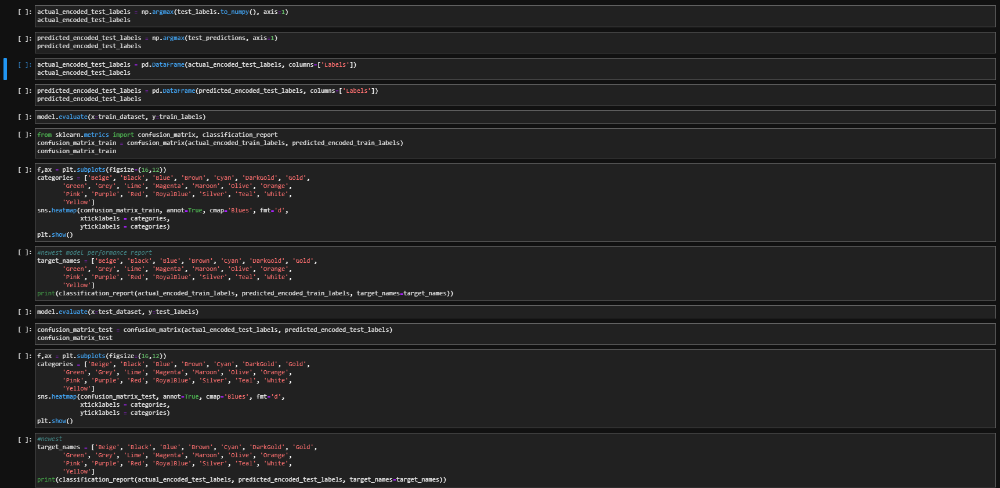 [ ]: actual_encoded_test_labels = np.argmax(test_labels.to_numpy(), axis=1)
actual_encoded_test_labels
[ ]: predicted_encoded_test_labels = np.argmax(test_predictions, axis=1)
predicted_encoded_test_labels
[ ]: actual_encoded_test_labels = pd.DataFrame(actual_encoded_test_labels, columns=['Labels'])
actual_encoded_test_labels
[ ]: predicted_encoded_test_labels = pd.DataFrame(predicted_encoded_test_labels, columns=['Labels'])
predicted_encoded_test_labels
[ ]: model.evaluate(x=train_dataset, y=train_labels)
[ ]: from sklearn.metrics import confusion_matrix, classification_report
confusion_matrix_train = confusion_matrix(actual_encoded_train_labels, predicted_encoded_train_labels)
confusion_matrix_train
[ ]: f,ax = plt.subplots(figsize=(16,12))
categories = ['Beige', 'Black', 'Blue', 'Brown', 'Cyan', 'DarkGold', 'Gold',
'Green', 'Grey', 'Lime', 'Magenta', 'Maroon', 'Olive', 'Orange',
'Pink', 'Purple', 'Red', 'RoyalBlue', 'Silver', 'Teal', 'White',
'Yellow']
sns.heatmap(confusion_matrix_train, annot=True, cmap='Blues', fmt='d',
xticklabels = categories,
yticklabels = categories)
plt.show()
[ ]: #newest model performance report
target_names = ['Beige', 'Black', 'Blue', 'Brown', 'Cyan', 'DarkGold', 'Gold',
'Green', 'Grey', 'Lime', 'Magenta', 'Maroon', 'Olive', 'Orange',
'Pink', 'Purple', 'Red', 'RoyalBlue', 'Silver', 'Teal', 'White',
'Yellow']
print(classification_report(actual_encoded_train_labels, predicted_encoded_train_labels, target_names=target_names))
[ ]: model.evaluate(x=test_dataset, y=test_labels)
[ ]: confusion_matrix_test = confusion_matrix(actual_encoded_test_labels, predicted_encoded_test_labels)
confusion_matrix_test
[ ]: f,ax = plt.subplots(figsize=(16,12))
categories = ['Beige', 'Black', 'Blue', 'Brown', 'Cyan', 'DarkGold', 'Gold',
'Green', 'Grey', 'Lime', 'Magenta', 'Maroon', 'Olive', 'Orange',
'Pink', 'Purple', 'Red', 'RoyalBlue', 'Silver', 'Teal', 'White',
'Yellow']
sns.heatmap(confusion_matrix_test, annot=True, cmap='Blues', fmt='d',
xticklabels = categories,
yticklabels = categories)
plt.show()
[ ]: #newest
target_names = ['Beige', 'Black', 'Blue', 'Brown', 'Cyan', 'DarkGold', 'Gold',
'Green', 'Grey', 'Lime', 'Magenta', 'Maroon', 'Olive', 'Orange',
'Pink', 'Purple', 'Red', 'RoyalBlue', 'Silver', 'Teal', 'White',
'Yellow']
print(classification_report(actual_encoded_test_labels, predicted_encoded_test_labels, target_names=target_names))